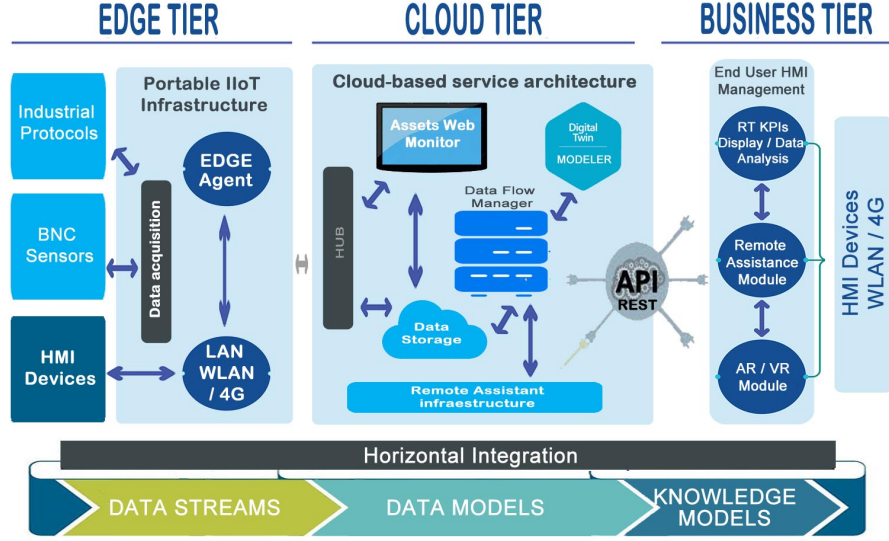 EDGE TIER
CLOUD TIER
BUSINESS TIER
Industrial
Protocols
BNC
Sensors
HMI
Devices
Portable IIoT
Infrastructure
EDGE
Agent
Data acquisition
LAN
WLAN
/ 4G
Cloud-based service architecture
Assets Web
Monitor
Digital
Twin
MODELER
HUB
Data Flow
Manager
Data
Storage
Remote Assistant
infraestructure
API
REST
End User HMI
Management
RT KPIs
Display / Data
Analysis
Remote
Assistance
Module
AR / VR
Module
HMI Devices
WLAN / 4G
Horizontal Integration
DATA STREAMS
DATA MODELS
KNOWLEDGE
MODELS